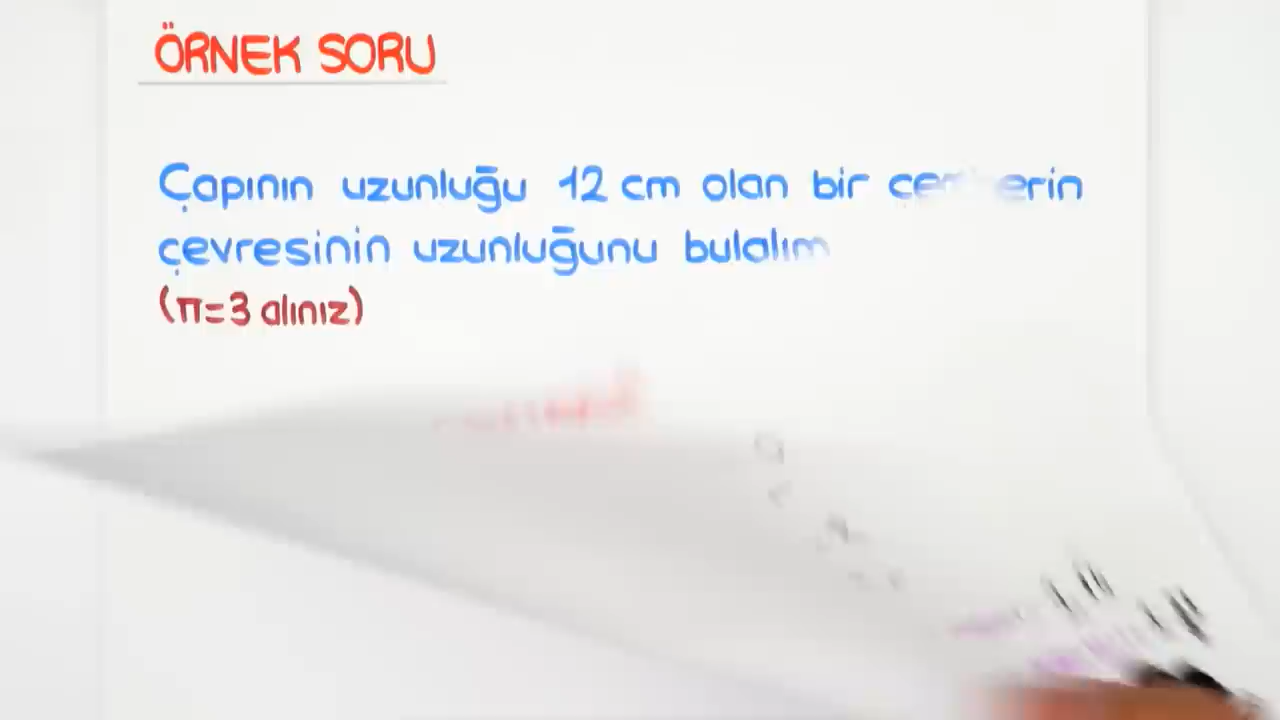 ÖRNEK SORU
Çapının uzunluğu 12 cm olan bir
çevresinin uzunluğunu bulalım
(π=3 alınız)